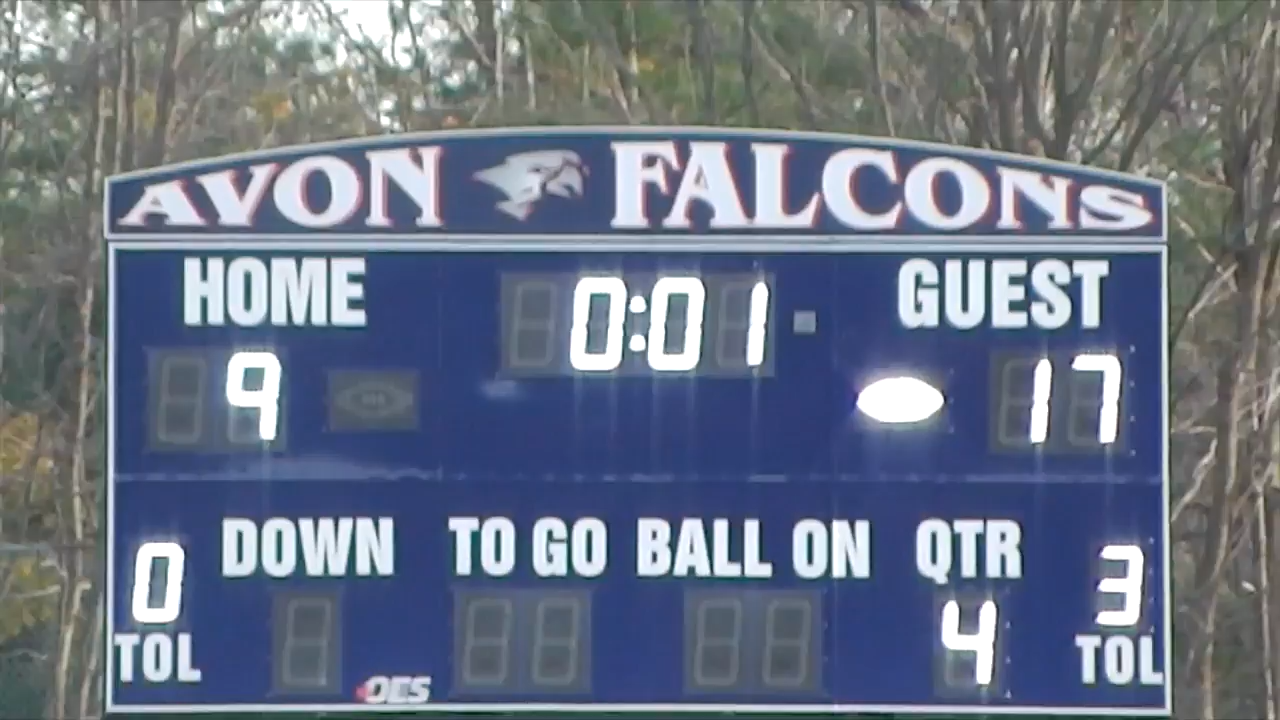 AVON FALCONS
HOME 0:01 GUEST
9 17
DOWN TO GO BALL ON QTR
0 3
TOL 4 TOL
OES